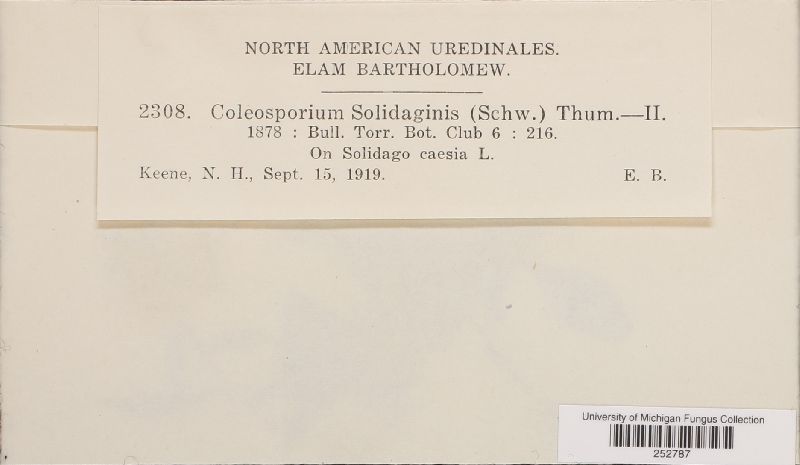 NORTH AMERICAN UREDINALES.
ELAM BARTHOLOMEW.
2308. Coleosporium Solidaginis (Schw.) Thum.—II.
1878 : Bull. Torr. Bot. Club 6 : 216.
On Solidago caesia L.
Keene, N. H., Sept. 15, 1919. E. B.
University of Michigan Fungus Collection
252787